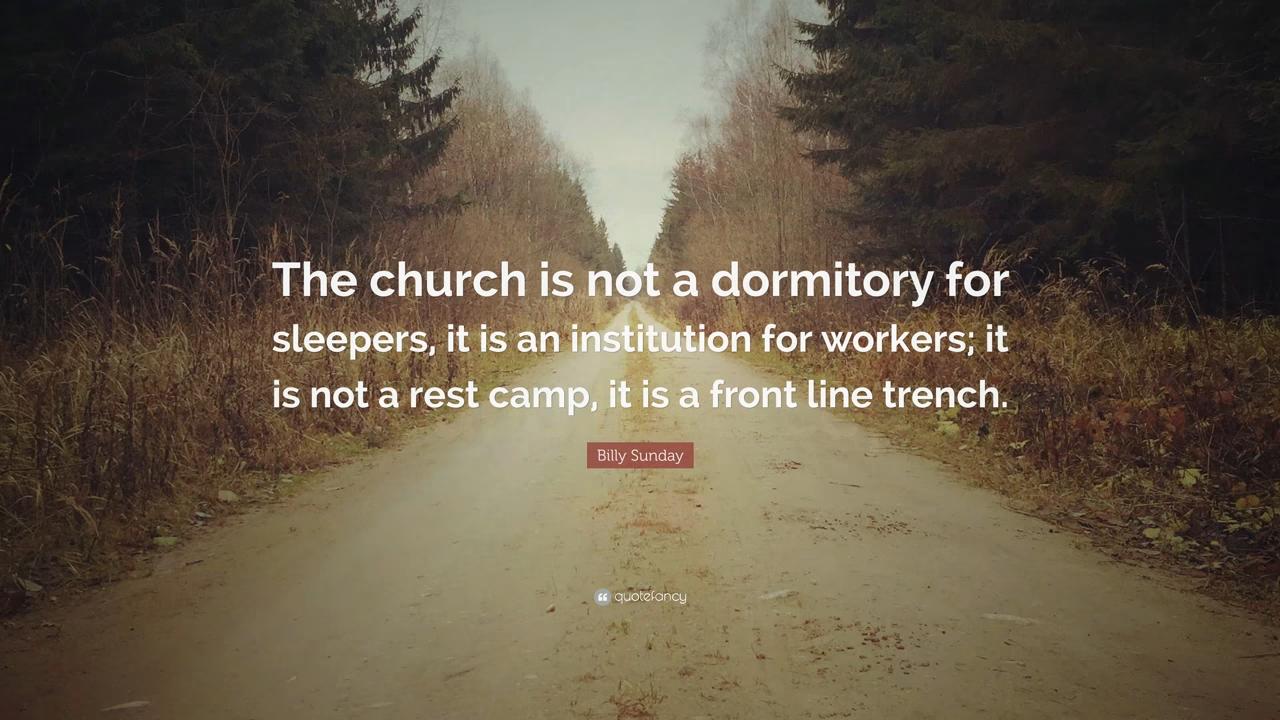 The church is not a dormitory for
sleepers, it is an institution for workers; it
is not a rest camp, it is a front line trench.
Billy Sunday
quotefancy